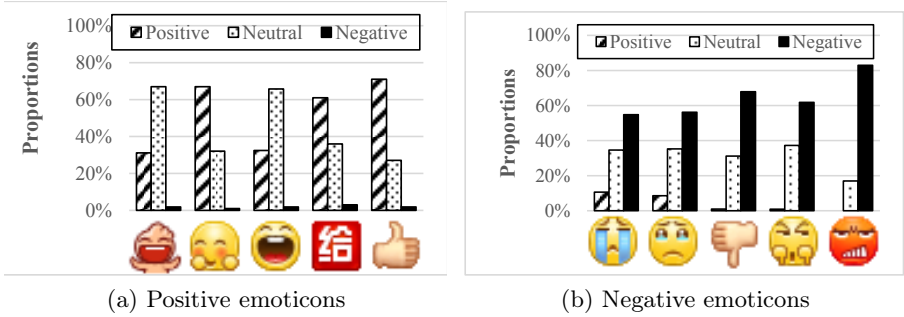 100%
80%
60%
40%
20%
0%
Proportions
Positive Neutral Negative
给
(a) Positive emoticons
100%
80%
60%
40%
20%
0%
Proportions
Positive Neutral Negative
(b) Negative emoticons